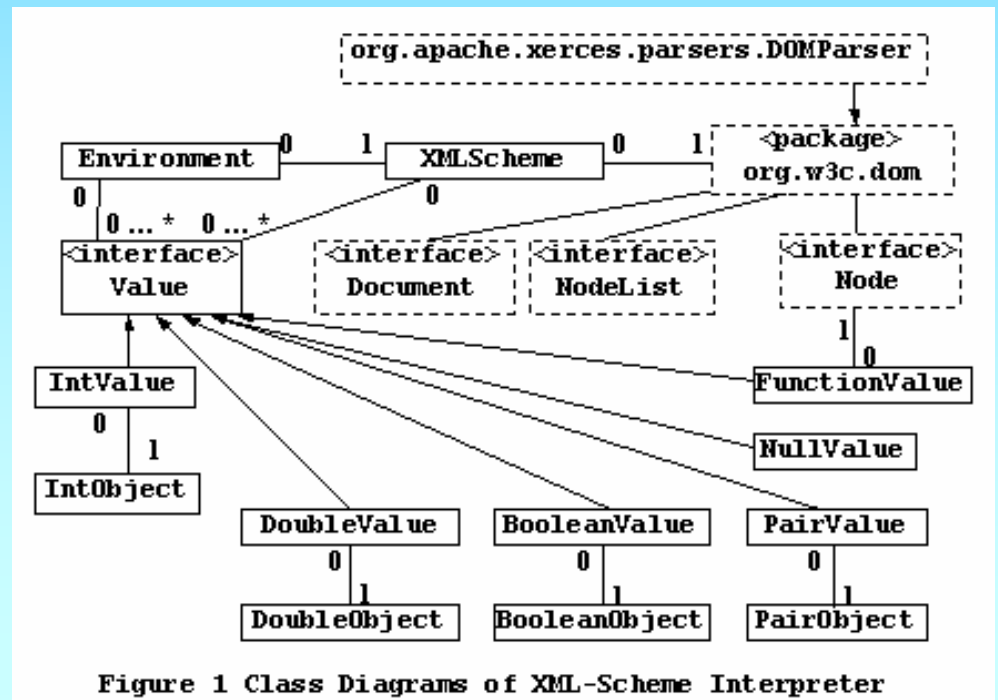 org.apache.xerces.parsers.DOMParser
<package>
org.w3c.dom
0
1
0
1
Environment
XMLScheme
0
0
0 ... *
0 ... *
<interface>
Value
<interface>
Document
<interface>
NodeList
<interface>
Node
1
0
IntValue
FunctionValue
0
1
NullValue
IntObject
DoubleValue
BooleanValue
PairValue
0
0
0
1
1
1
DoubleObject
BooleanObject
PairObject
Figure 1 Class Diagrams of XML-Scheme Interpreter